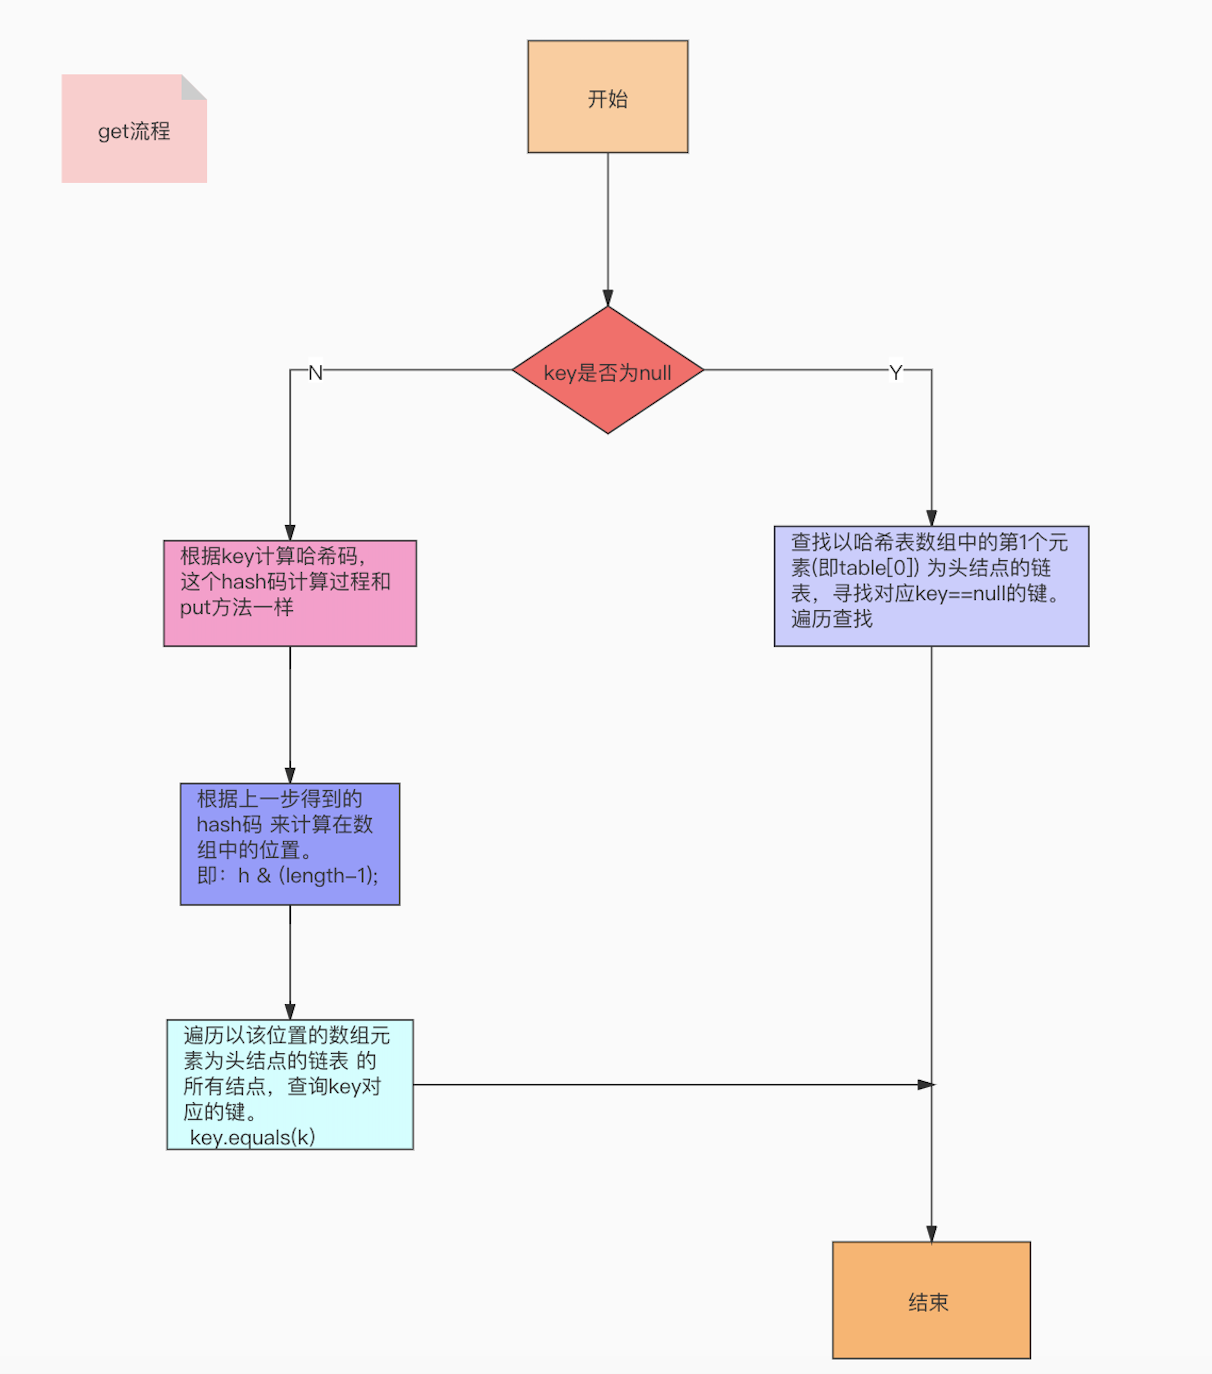 开始
get流程
key是否为null
N
Y
根据key计算哈希码，
这个hash码计算过程和
put方法一样
查找以哈希表数组中的第1个元
素(即table[0]) 为头结点的链
表，寻找对应key==null的键。
遍历查找
根据上一步得到的
hash码 来计算在数
组中的位置。
即：h & (length-1);
遍历以该位置的数组元
素为头结点的链表 的
所有结点，查询key对
应的键。
key.equals(k)
结束